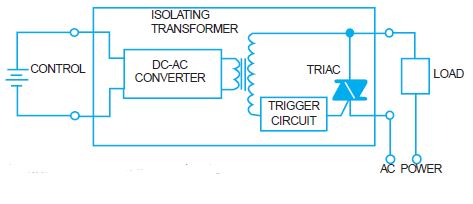 ISOLATING
TRANSFORMER
CONTROL
DC-AC
CONVERTER
TRIAC
LOAD
TRIGGER
CIRCUIT
AC POWER